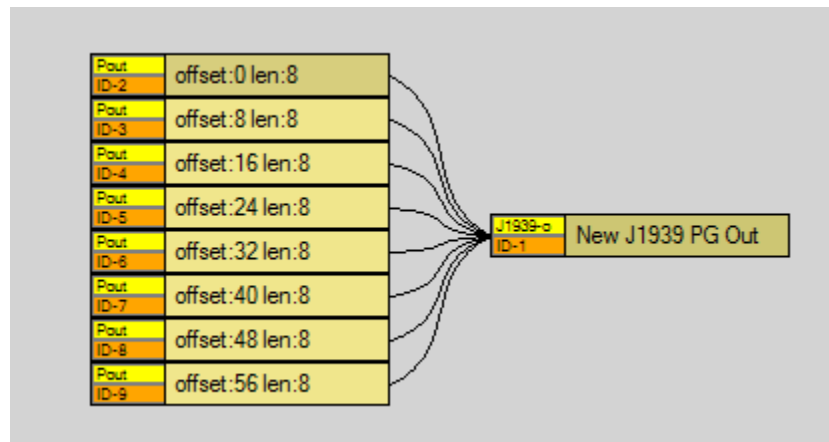 Pout
ID-2
offset:0 len:8
Pout
ID-3
offset:8 len:8
Pout
ID-4
offset:16 len:8
Pout
ID-5
offset:24 len:8
Pout
ID-6
offset:32 len:8
Pout
ID-7
offset:40 len:8
Pout
ID-8
offset:48 len:8
Pout
ID-9
offset:56 len:8
J1939-o
ID-1
New J1939 PG Out